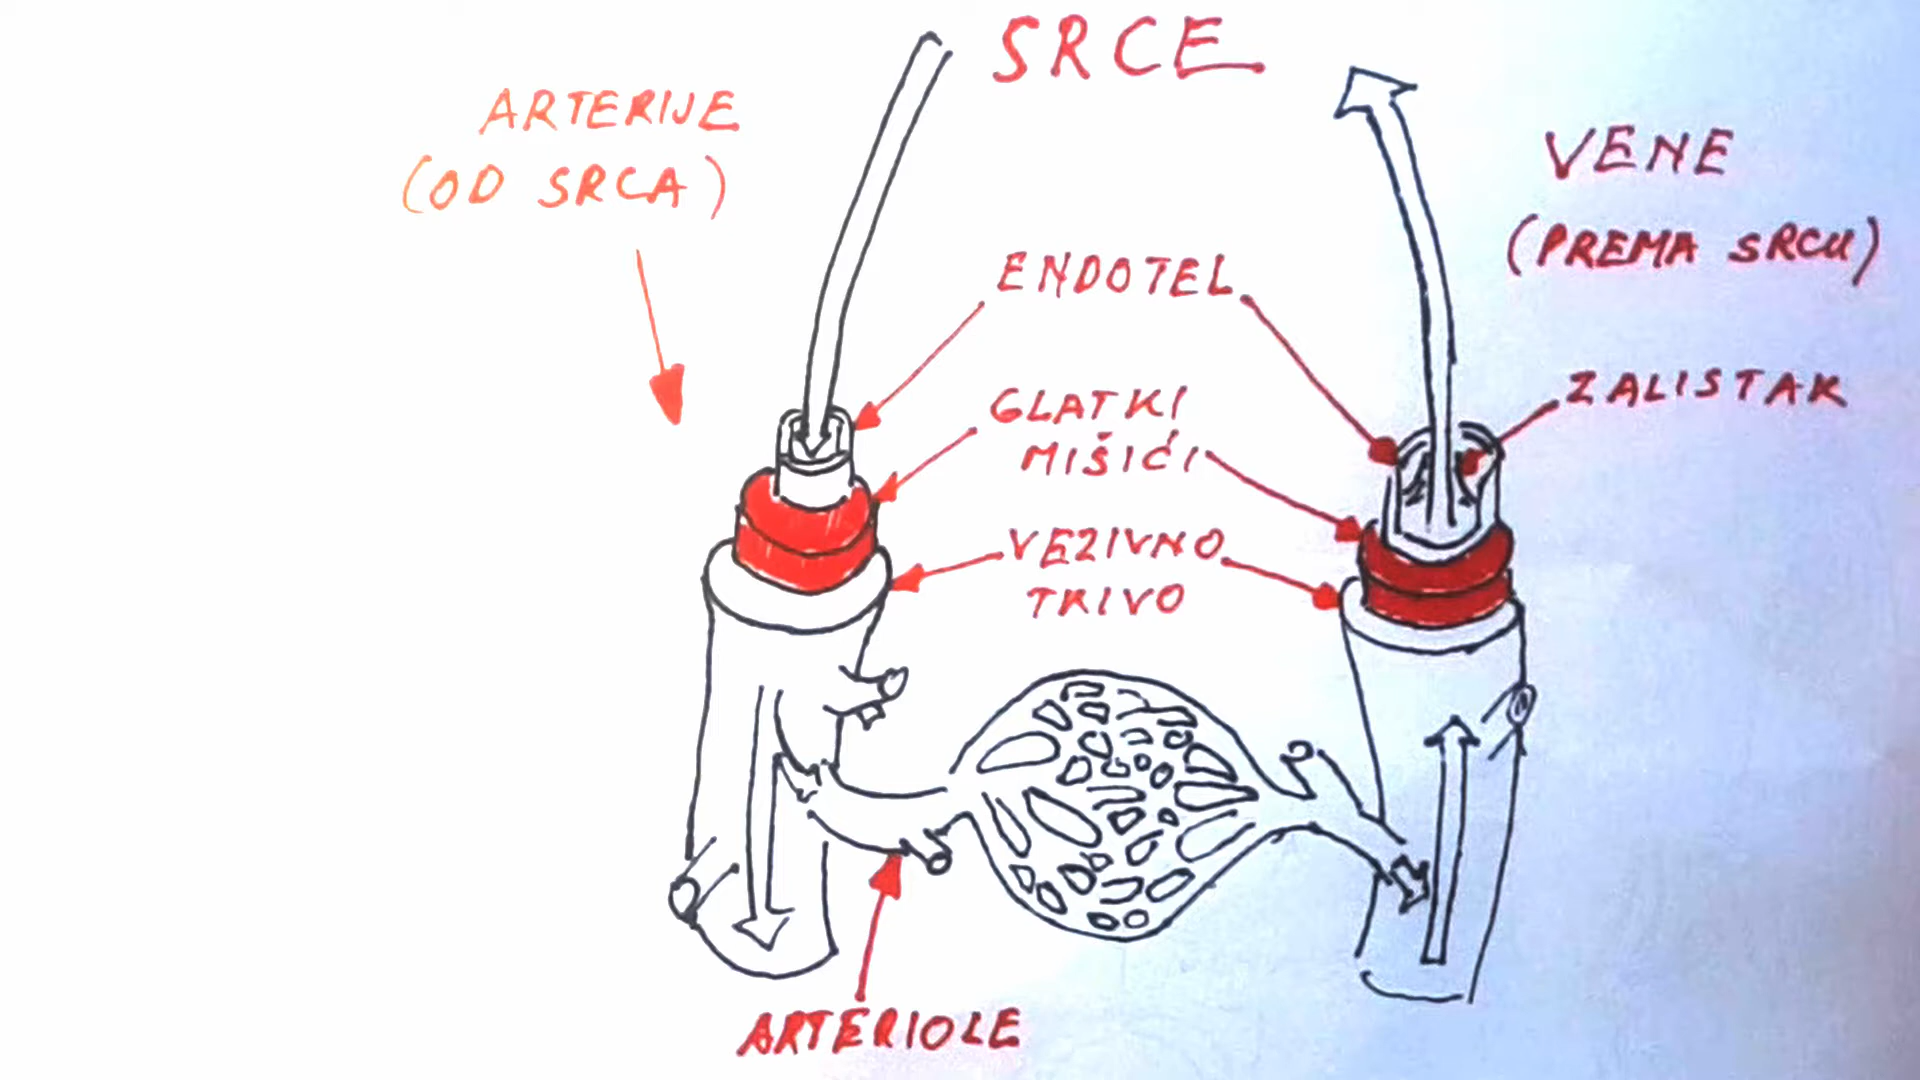 SRCE
ARTERIJE
(OD SRCA)
VENE
(PREMA SRCU)
ENDOTEL
ZALISTAK
GLATKI
MIŠIĆI
VEZIVNO
TKIVO
ARTERIOLE